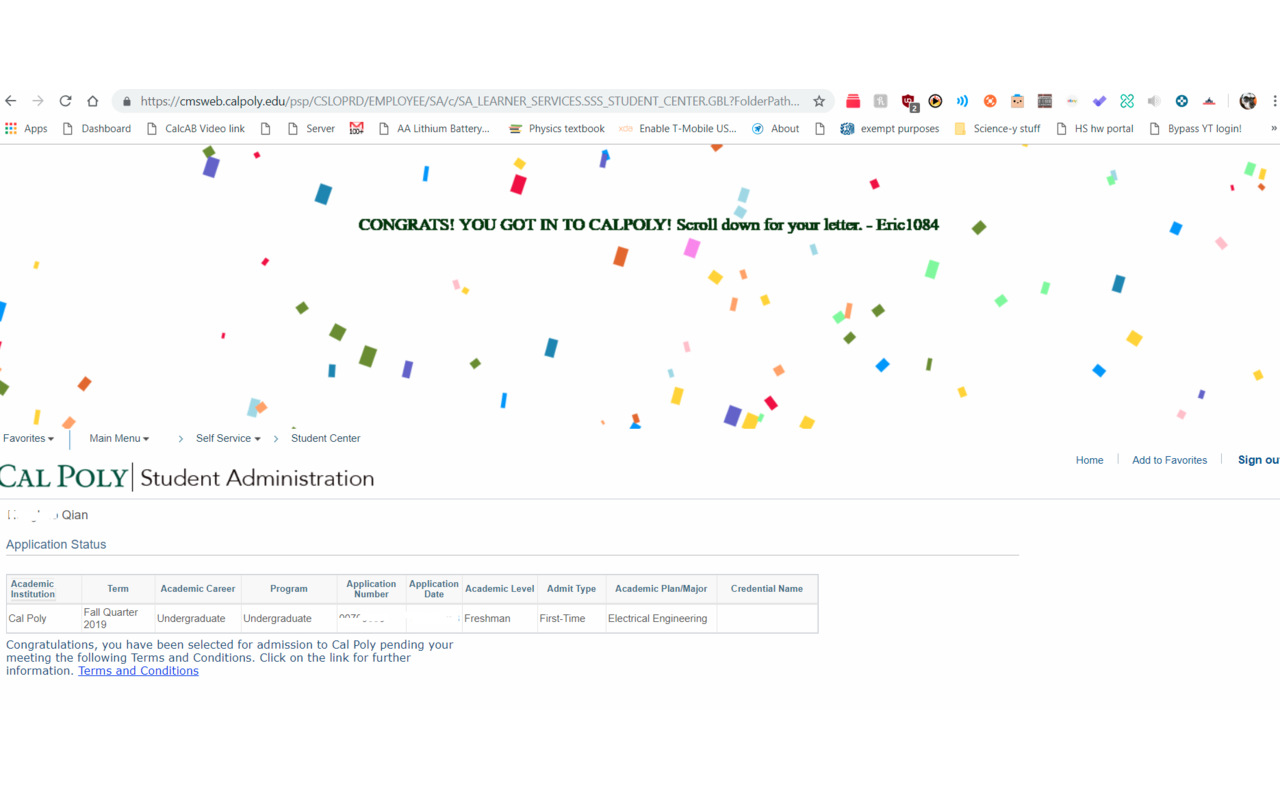 https://cmsweb.calpoly.edu/psp/CSLOPRD/EMPLOYEE/SA/c/SA_LEARNER_SERVICES.SSS_STUDENT_CENTER.GBL?FolderPath...
2
Apps Dashboard CalcAB Video link Server 100+ AA Lithium Battery... Physics textbook Enable T-Mobile US... About exempt purposes Science-y stuff HS hw portal Bypass YT login! »
CONGRATS! YOU GOT IN TO CALPOLY! Scroll down for your letter. - Eric1084
Favorites Main Menu > Self Service > Student Center
Home Add to Favorites Sign ou
CAL POLY Student Administration
Qian
Application Status
Academic Institution Term Academic Career Program Application Number Application Date Academic Level Admit Type Academic Plan/Major Credential Name
Cal Poly Fall Quarter 2019 Undergraduate Undergraduate Freshman First-Time Electrical Engineering
Congratulations, you have been selected for admission to Cal Poly pending your
meeting the following Terms and Conditions. Click on the link for further
information. Terms and Conditions